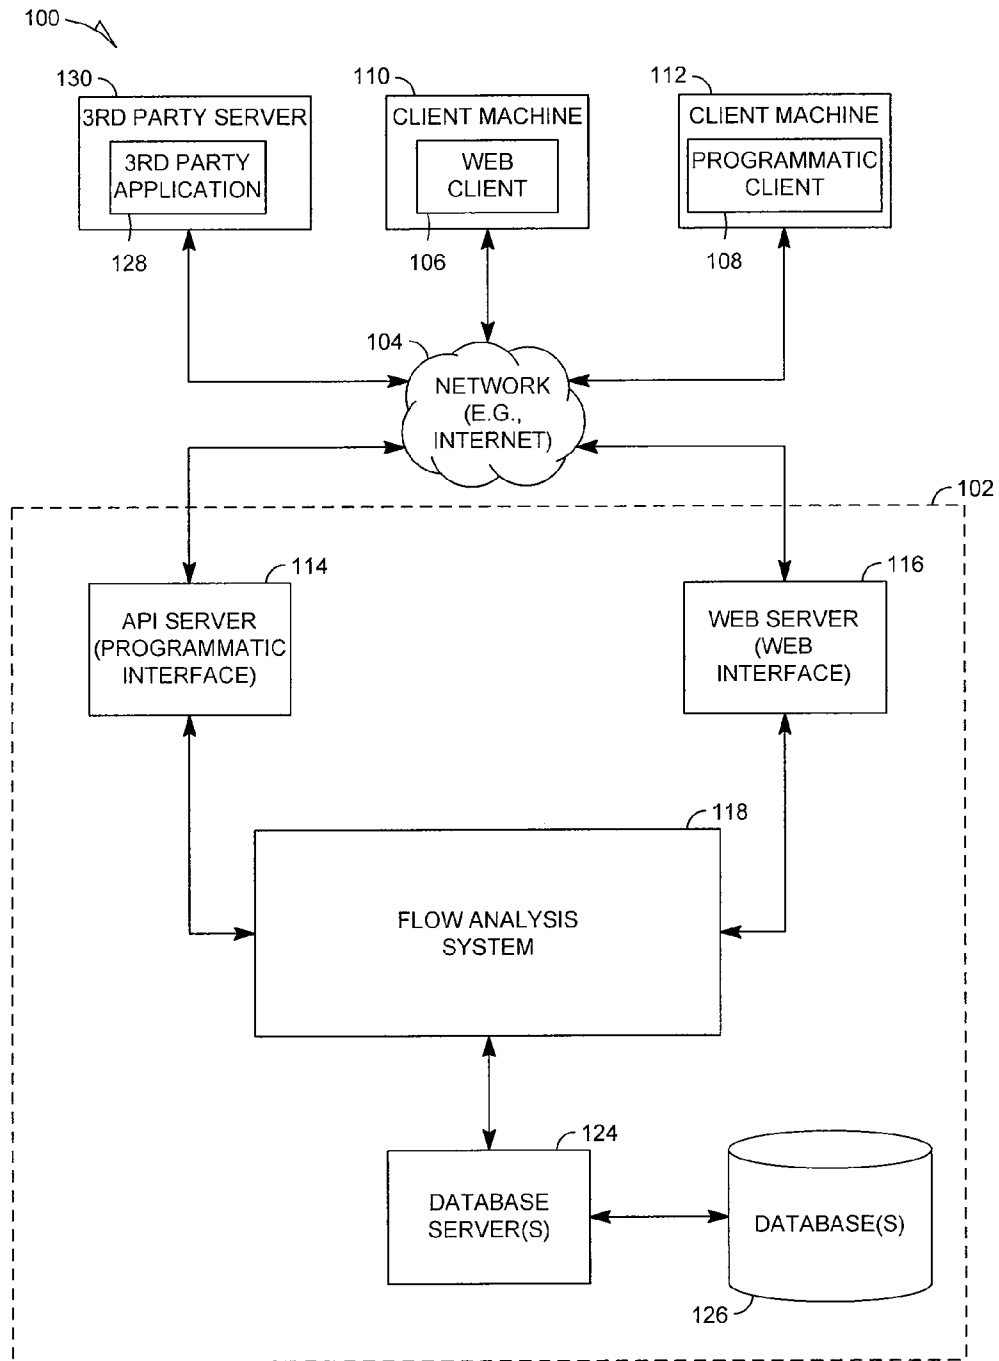 100
130
3RD PARTY SERVER
3RD PARTY
APPLICATION
128
110
CLIENT MACHINE
WEB
CLIENT
106
112
CLIENT MACHINE
PROGRAMMATIC
CLIENT
108
104
NETWORK
(E.G.,
INTERNET)
102
114
API SERVER
(PROGRAMMATIC
INTERFACE)
116
WEB SERVER
(WEB
INTERFACE)
118
FLOW ANALYSIS
SYSTEM
124
DATABASE
SERVER(S)
DATABASE(S)
126